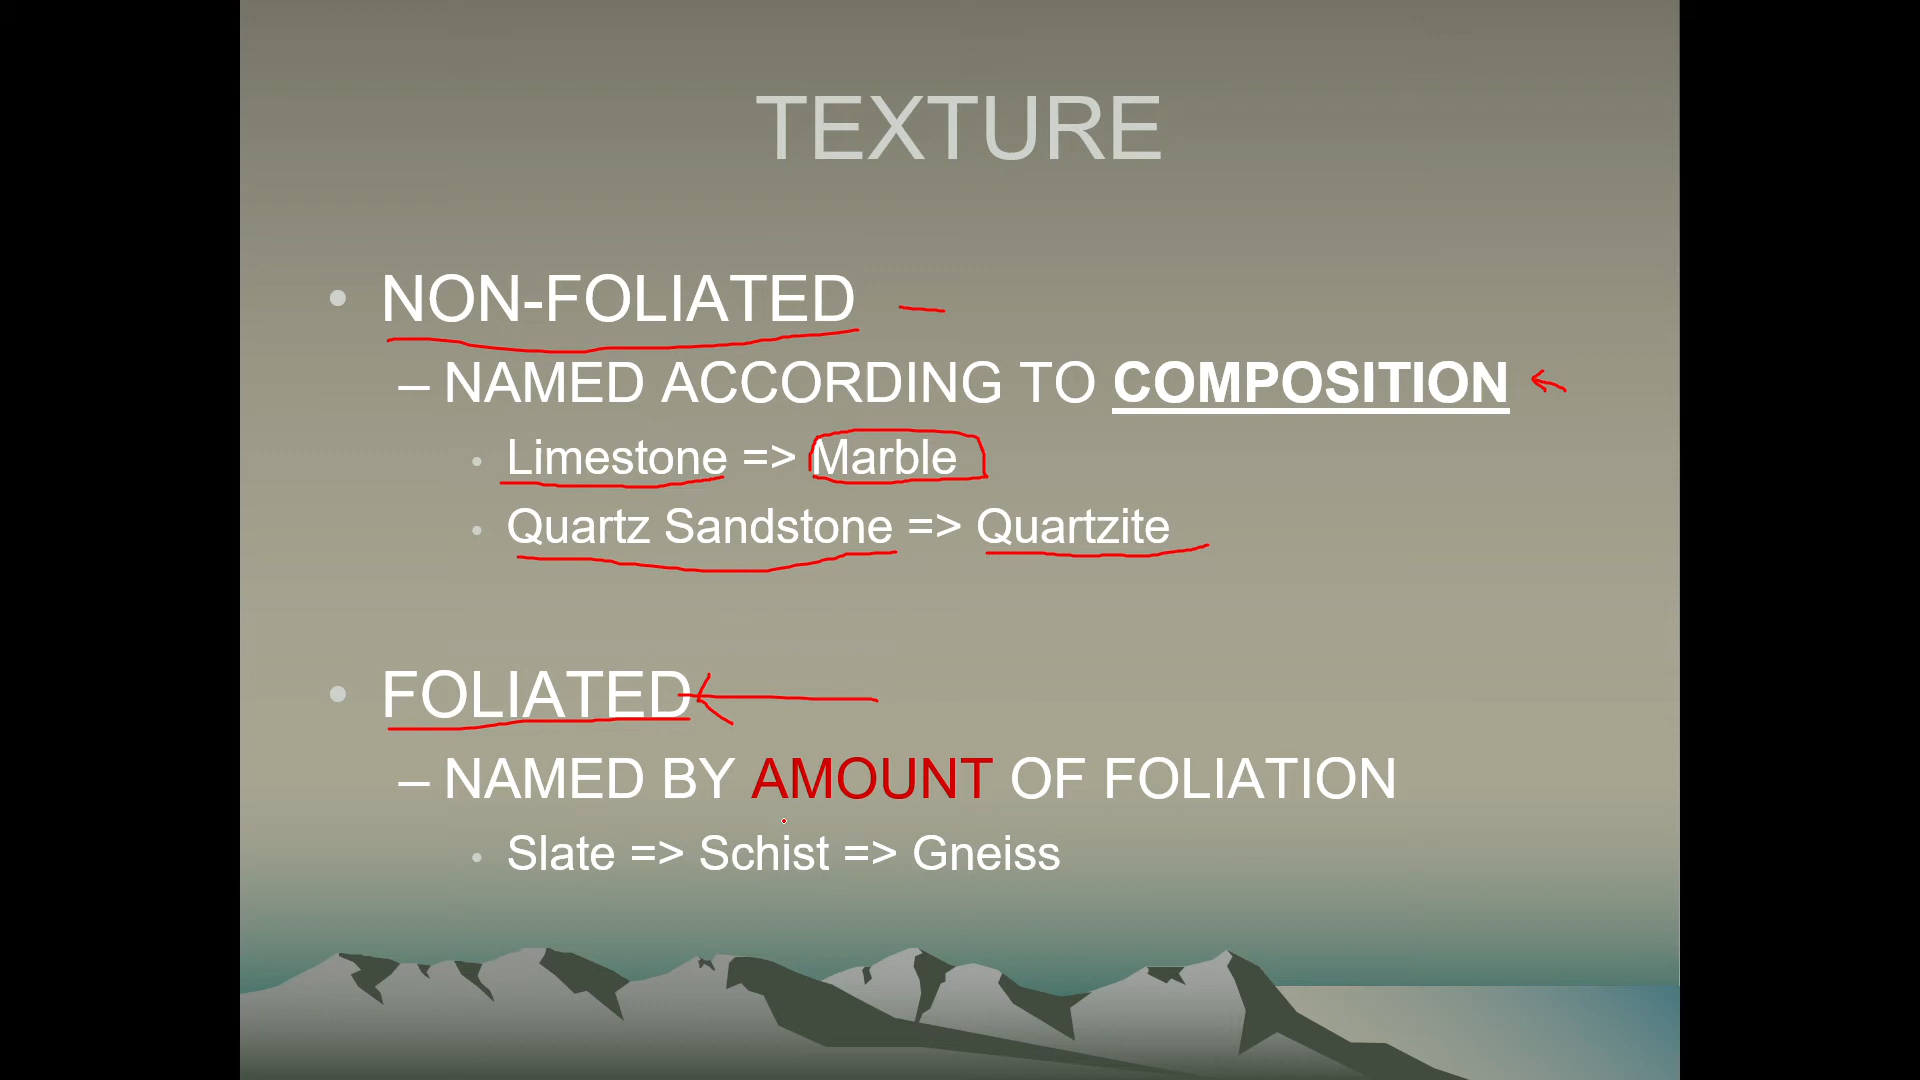 TEXTURE
• NON-FOLIATED
– NAMED ACCORDING TO COMPOSITION
• Limestone => Marble
• Quartz Sandstone => Quartzite
• FOLIATED
– NAMED BY AMOUNT OF FOLIATION
• Slate => Schist => Gneiss